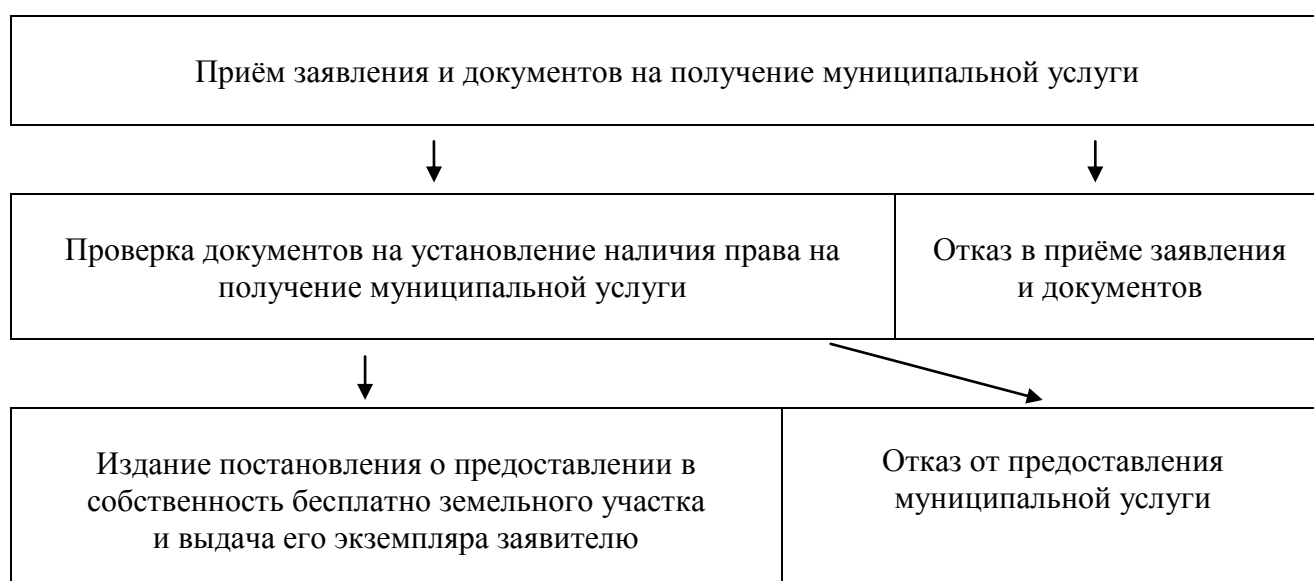 Приём заявления и документов на получение муниципальной услуги
Проверка документов на установление наличия права на
получение муниципальной услуги
Отказ в приёме заявления
и документов
Издание постановления о предоставлении в
собственность бесплатно земельного участка
и выдача его экземпляра заявителю
Отказ от предоставления
муниципальной услуги